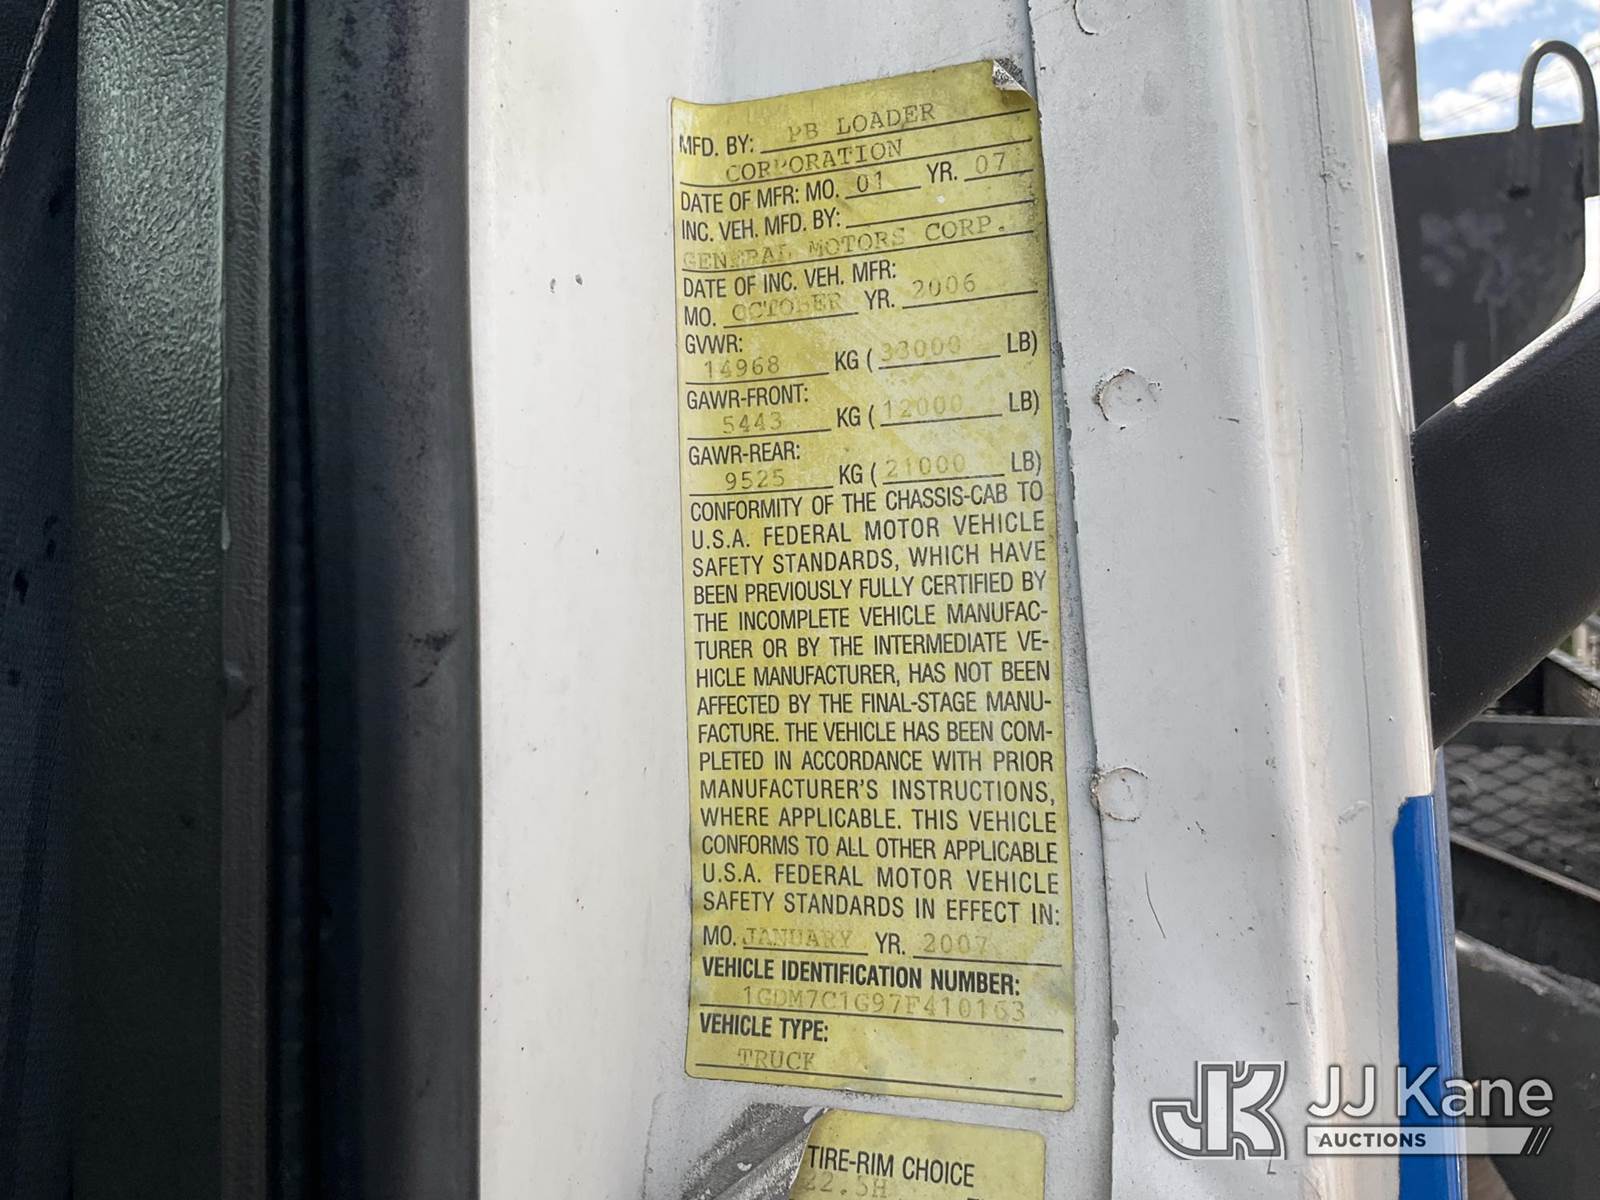 MFD. BY: PB LOADER
CORPORATION
DATE OF MFR: MO. 01 YR. 07
INC. VEH. MFD. BY:
GENERAL MOTORS CORP.
DATE OF INC. VEH. MFR:
MO. OCTOBER YR. 2006
GVWR:
14968 KG (33000 LB)
GAWR-FRONT:
5443 KG (12000 LB)
GAWR-REAR:
9525 KG (21000 LB)
CONFORMITY OF THE CHASSIS-CAB TO
U.S.A. FEDERAL MOTOR VEHICLE
SAFETY STANDARDS, WHICH HAVE
BEEN PREVIOUSLY FULLY CERTIFIED BY
THE INCOMPLETE VEHICLE MANUFAC-
TURER OR BY THE INTERMEDIATE VE-
HICLE MANUFACTURER, HAS NOT BEEN
AFFECTED BY THE FINAL-STAGE MANU-
FACTURE. THE VEHICLE HAS BEEN COM-
PLETED IN ACCORDANCE WITH PRIOR
MANUFACTURER'S INSTRUCTIONS,
WHERE APPLICABLE. THIS VEHICLE
CONFORMS TO ALL OTHER APPLICABLE
U.S.A. FEDERAL MOTOR VEHICLE
SAFETY STANDARDS IN EFFECT IN:
MO. JANUARY YR. 2007
VEHICLE IDENTIFICATION NUMBER:
1GDM7C1G97F410163
VEHICLE TYPE:
TRUCK
TIRE-RIM CHOICE
22.5H
JK JJ Kane
AUCTIONS